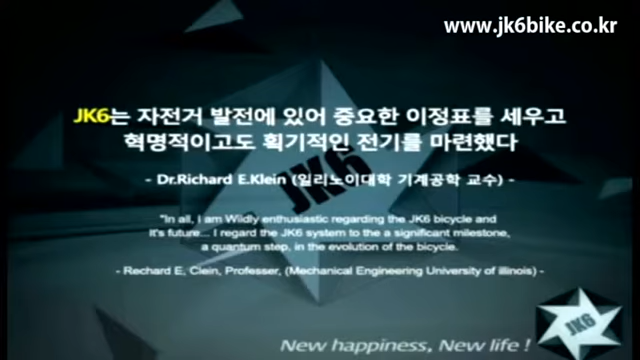 www.jk6bike.co.kr
JK6는 자전거 발전에 있어 중요한 이정표를 세우고
혁명적이고도 획기적인 전기를 마련했다
- Dr.Richard E.Klein (일리노이대학 기계공학 교수) -
"In all, I am Wildly enthusiastic regarding the JK6 bicycle and
It's future... I regard the JK6 system to the a significant milestone,
a quantum step, in the evolution of the bicycle.
- Rechard E, Clein, Professer, (Mechanical Engineering University of illinois) -
JK6
New happiness, New life !
JK6